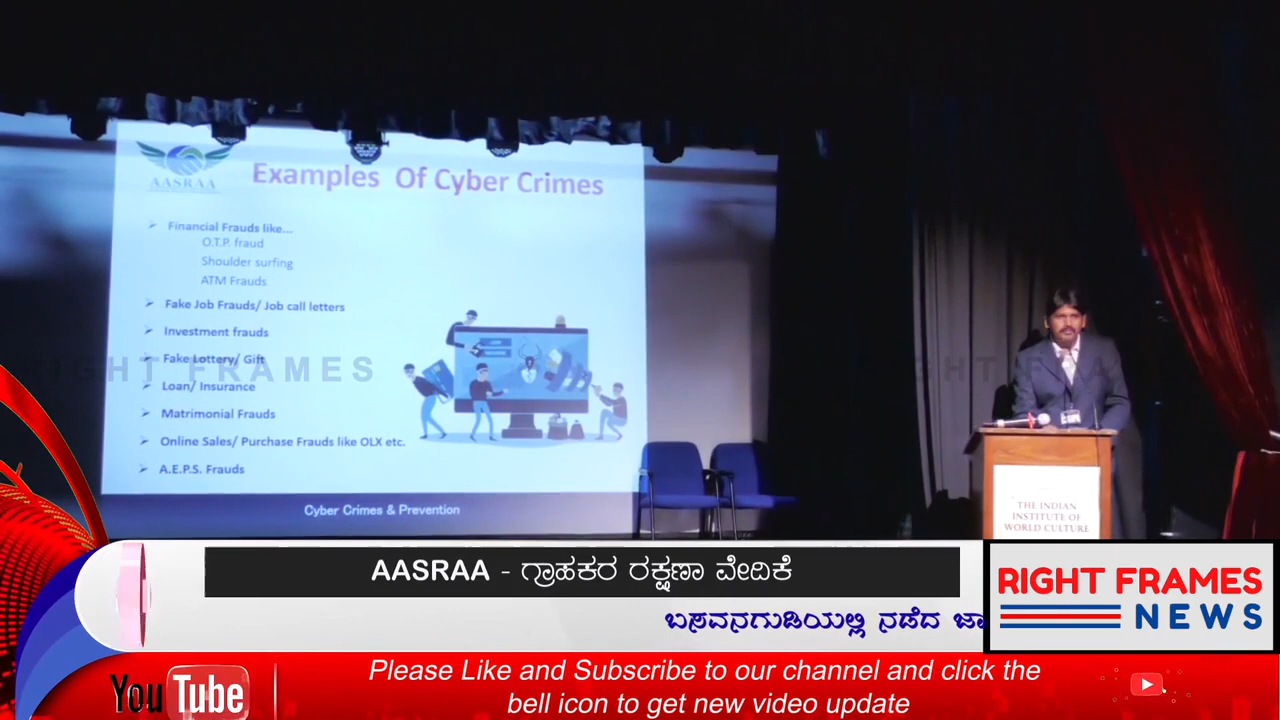 AASRAA
Examples Of Cyber Crimes
Financial Frauds like...
O.T.P. fraud
Shoulder surfing
ATM Frauds
Fake Job Frauds/ Job call letters
Investment frauds
Fake Lottery/ Gift
Loan/ Insurance
Matrimonial Frauds
Online Sales/ Purchase Frauds like OLX etc.
A.E.P.S. Frauds
Cyber Crimes & Prevention
RIGHT FRAMES
RIGHT FRAMES
THE INDIAN
INSTITUTE OF
WORLD CULTURE
AASRAA - ಗ್ರಾಹಕರ ರಕ್ಷಣಾ ವೇದಿಕೆ
ಬಸವನಗುಡಿಯಲ್ಲಿ ನಡೆದ ಜಾ
RIGHT FRAMES
NEWS
YouTube
Please Like and Subscribe to our channel and click the
bell icon to get new video update